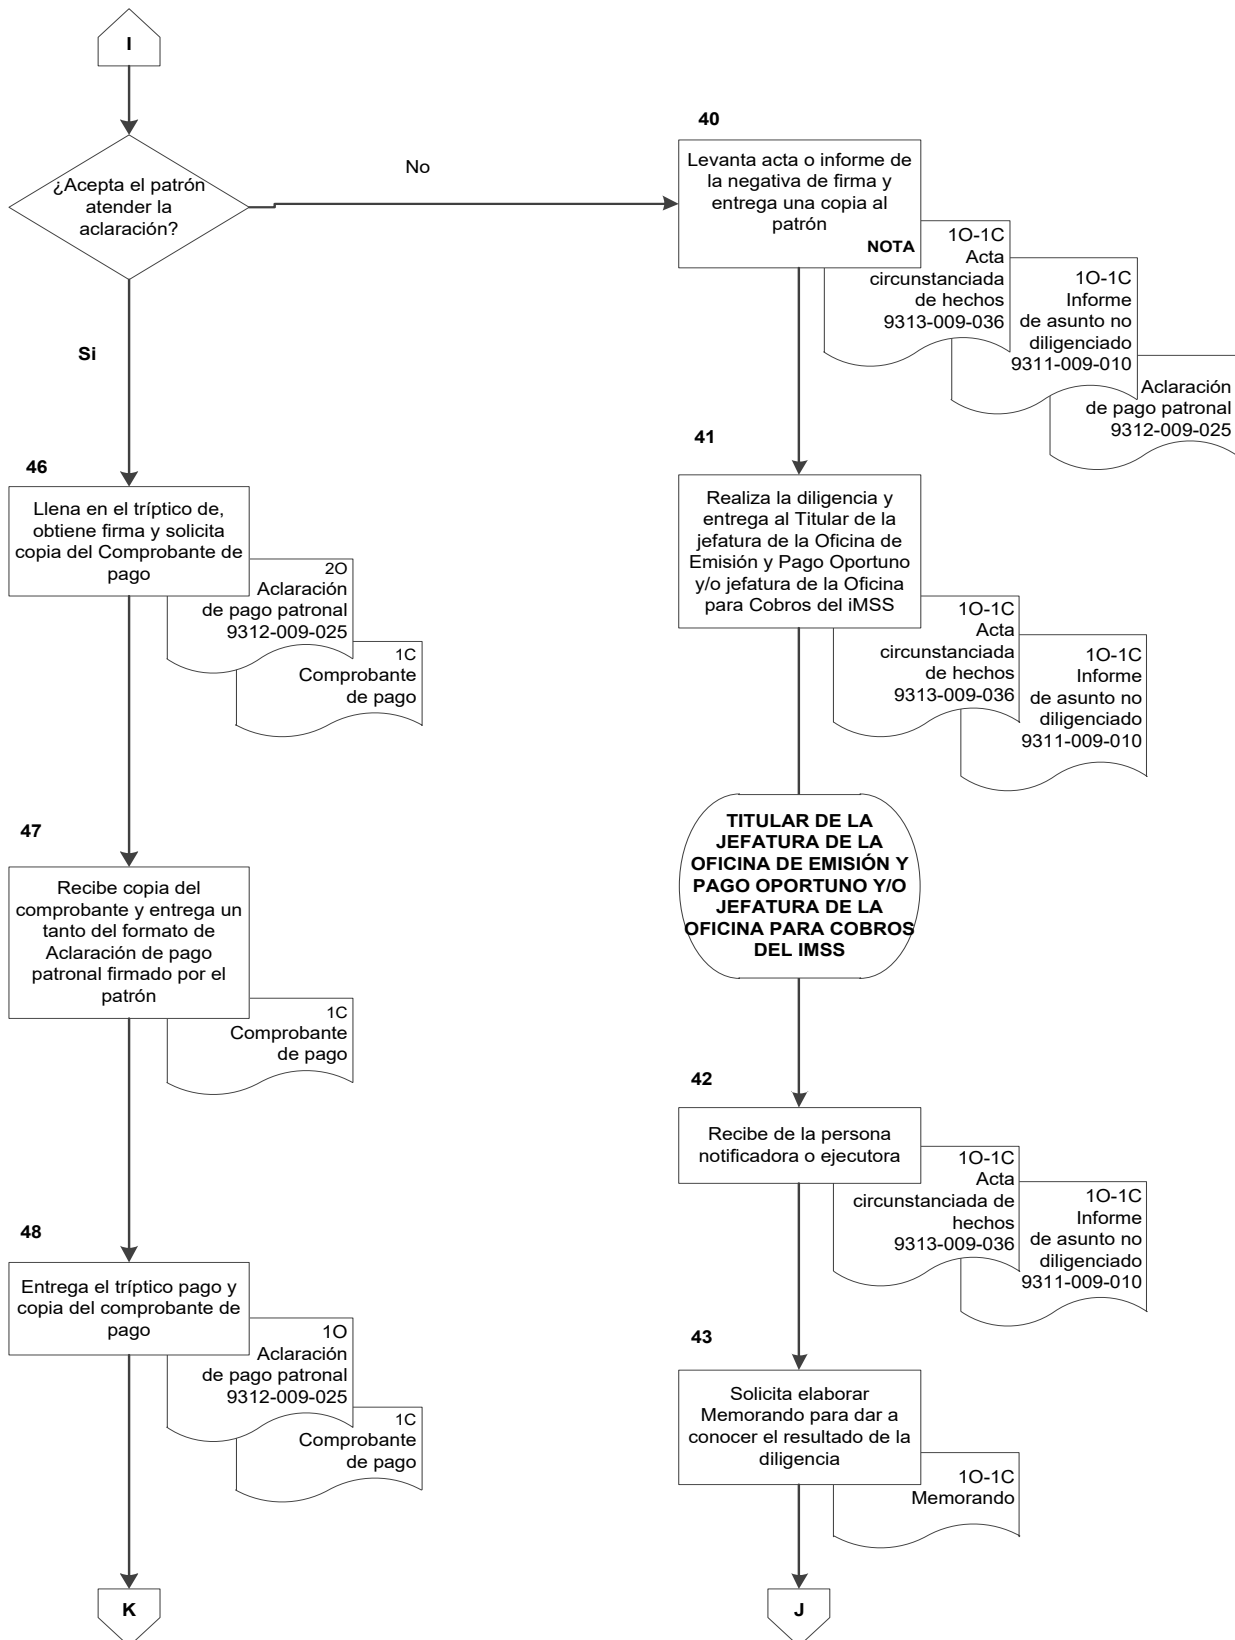 I
¿Acepta el patrón
atender la
aclaración?
No
Si
40
Levanta acta o informe de
la negativa de firma y
entrega una copia al
patrón
NOTA
1O-1C
Acta
circunstanciada
de hechos
9313-009-036
1O-1C
Informe
de asunto no
diligenciado
9311-009-010
Aclaración
de pago patronal
9312-009-025
41
Realiza la diligencia y
entrega al Titular de la
jefatura de la Oficina de
Emisión y Pago Oportuno
y/o jefatura de la Oficina
para Cobros del iMSS
1O-1C
Acta
circunstanciada
de hechos
9313-009-036
1O-1C
Informe
de asunto no
diligenciado
9311-009-010
TITULAR DE LA
JEFATURA DE LA
OFICINA DE EMISIÓN Y
PAGO OPORTUNO Y/O
JEFATURA DE LA
OFICINA PARA COBROS
DEL IMSS
42
Recibe de la persona
notificadora o ejecutora
1O-1C
Acta
circunstanciada de
hechos
9313-009-036
1O-1C
Informe
de asunto no
diligenciado
9311-009-010
43
Solicita elaborar
Memorando para dar a
conocer el resultado de la
diligencia
1O-1C
Memorando
J
46
Llena en el tríptico de,
obtiene firma y solicita
copia del Comprobante de
pago
2O
Aclaración
de pago patronal
9312-009-025
1C
Comprobante
de pago
47
Recibe copia del
comprobante y entrega un
tanto del formato de
Aclaración de pago
patronal firmado por el
patrón
1C
Comprobante
de pago
48
Entrega el tríptico pago y
copia del comprobante de
pago
1O
Aclaración
de pago patronal
9312-009-025
1C
Comprobante
de pago
K